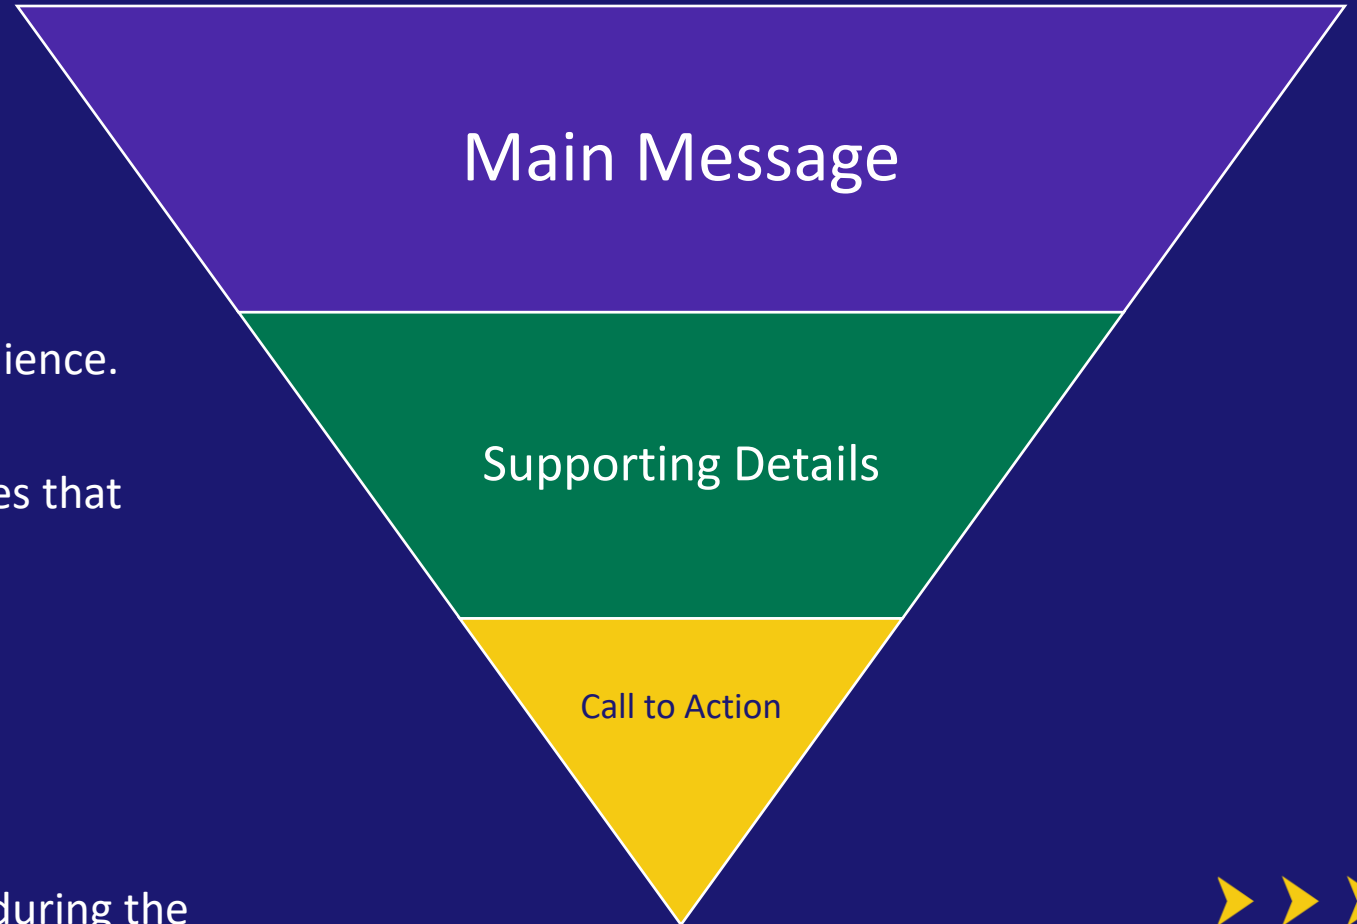 Main Message
ience.
Supporting Details
es that
Call to Action
during the